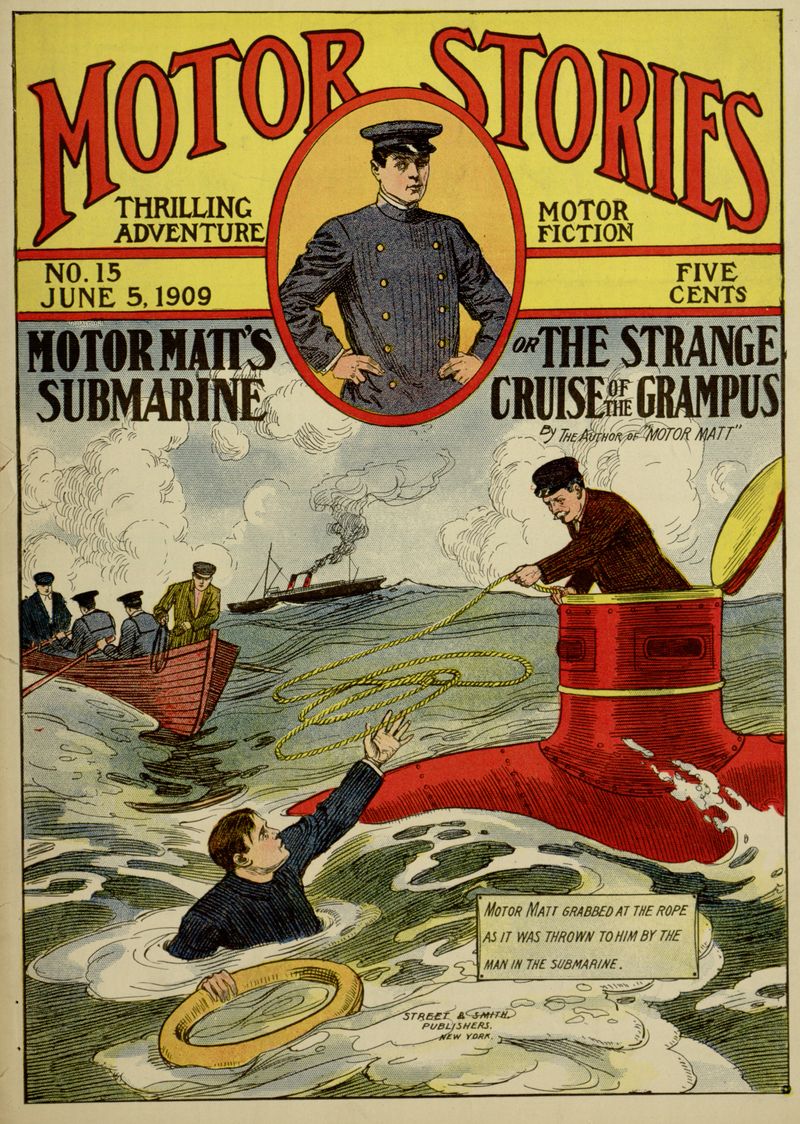 MOTOR STORIES
THRILLING
ADVENTURE
MOTOR
FICTION
NO. 15
JUNE 5, 1909
FIVE
CENTS
MOTOR MATT'S
SUBMARINE
OR THE STRANGE
CRUISE OF THE GRAMPUS
BY THE AUTHOR OF "MOTOR MATT"
MOTOR MATT GRABBED AT THE ROPE
AS IT WAS THROWN TO HIM BY THE
MAN IN THE SUBMARINE.
STREET & SMITH,
PUBLISHERS,
NEW YORK.